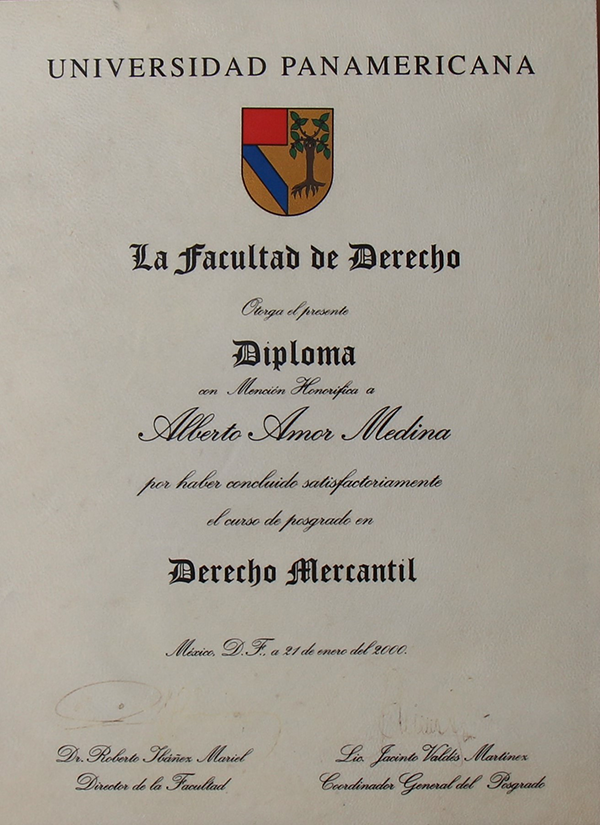 UNIVERSIDAD PANAMERICANA
La Facultad de Derecho
Otorga el presente
Diploma
con Mención Honorifica a
Alberto Amor Medina
por haber concluido satisfactoriamente
el curso de posgrado en
Derecho Mercantil
México, D.F., a 21 de enero del 2000.
Dr. Roberto Ibáñez Mariel
Director de la Facultad
Lic. Jacinto Valdés Martínez
Coordinador General del Posgrado